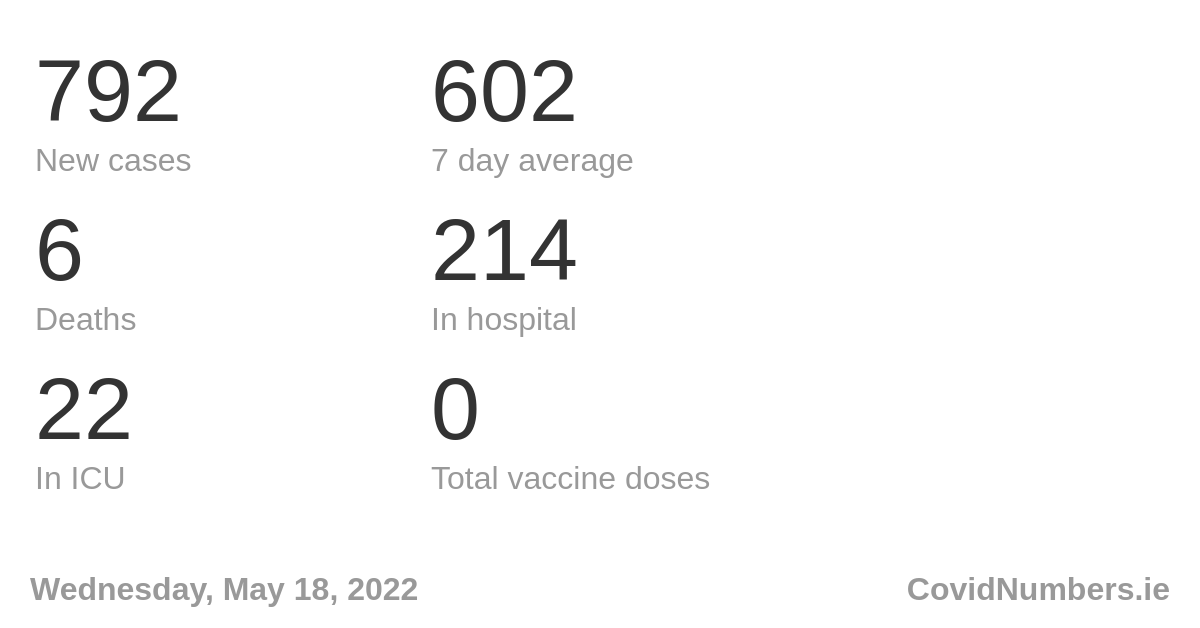 792
602
New cases
7 day average
6
214
Deaths
In hospital
22
0
In ICU
Total vaccine doses
Wednesday, May 18, 2022
CovidNumbers.ie